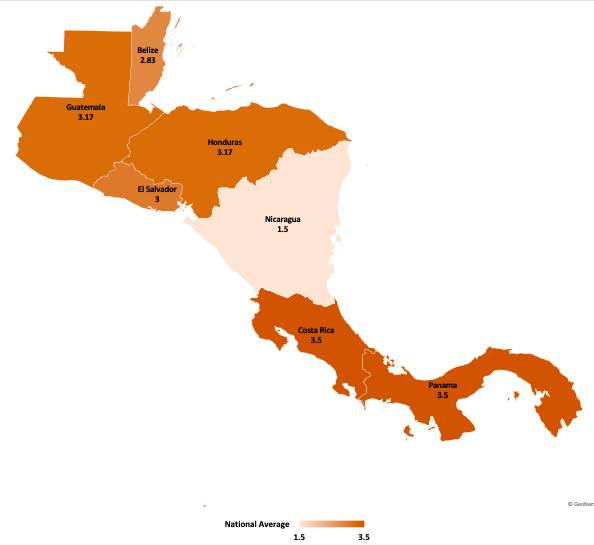 Belize
2.83
Guatemala
3.17
Honduras
3.17
El Salvador
3
Nicaragua
1.5
Costa Rica
3.5
Panama
3.5
©
National Average
1.5
3.5